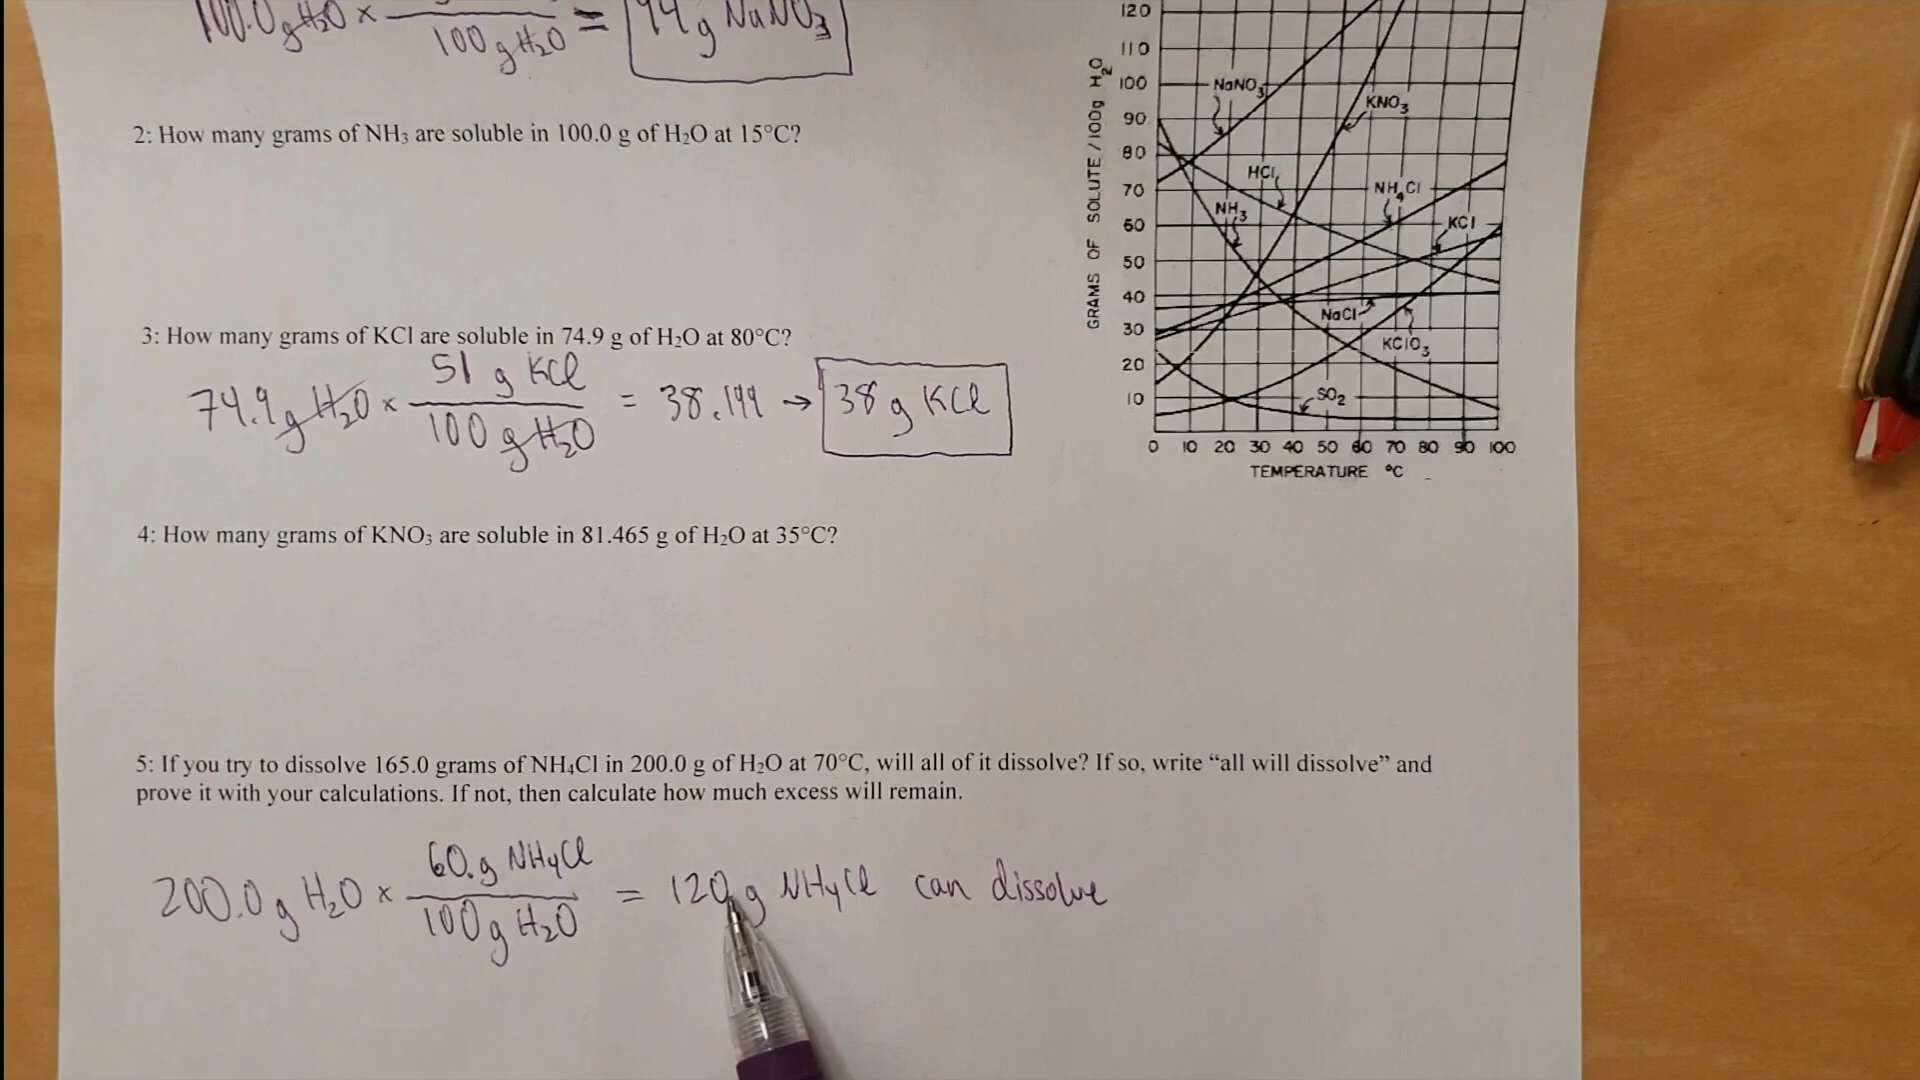 100.0 g H2O × / 100 g H2O = 94 g NaNO3
2: How many grams of NH₃ are soluble in 100.0 g of H₂O at 15°C?
3: How many grams of KCl are soluble in 74.9 g of H₂O at 80°C?
74.9 g H₂O × 51 g KCl / 100 g H₂O = 38.199 → 38 g KCl
4: How many grams of KNO₃ are soluble in 81.465 g of H₂O at 35°C?
5: If you try to dissolve 165.0 grams of NH₄Cl in 200.0 g of H₂O at 70°C, will all of it dissolve? If so, write “all will dissolve” and
prove it with your calculations. If not, then calculate how much excess will remain.
200.0 g H₂O × 60. g NH₄Cl / 100 g H₂O = 120 g NH₄Cl can dissolve
GRAMS OF SOLUTE / 100g H₂O
120
110
100
90
80
70
60
50
40
30
20
10
NaNO₃
KNO₃
HCl
NH₄Cl
NH₃
KCl
NaCl
KClO₃
SO₂
0 10 20 30 40 50 60 70 80 90 100
TEMPERATURE °C